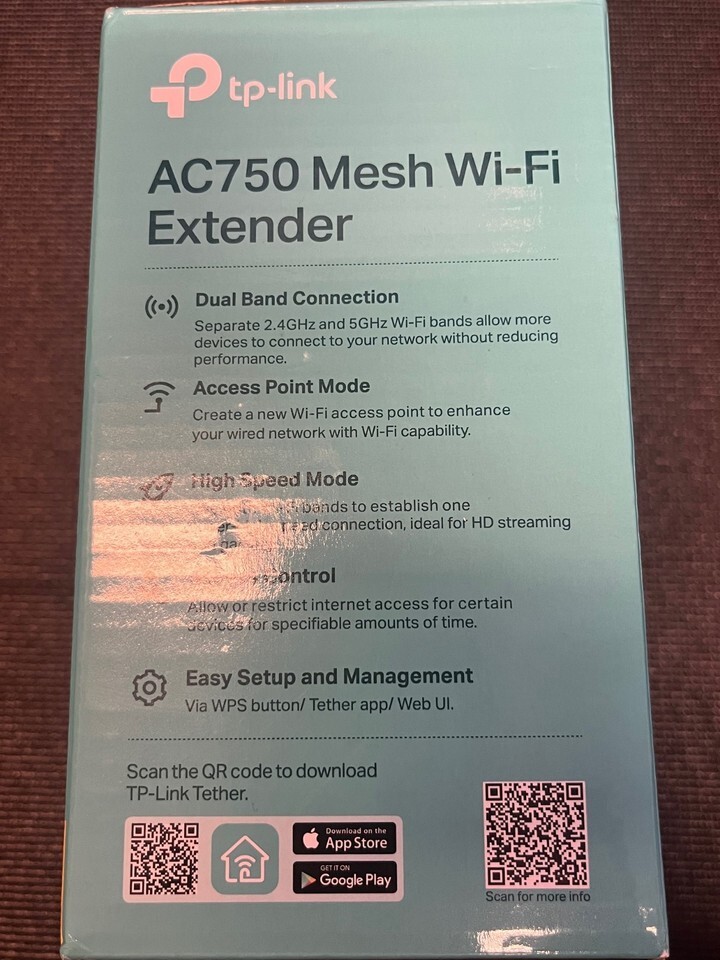 tp-link
AC750 Mesh Wi-Fi
Extender
Dual Band Connection
Separate 2.4GHz and 5GHz Wi-Fi bands allow more
devices to connect to your network without reducing
performance.
Access Point Mode
Create a new Wi-Fi access point to enhance
your wired network with Wi-Fi capability.
High Speed Mode
bands to establish one
connection, ideal for HD streaming
Control
Allow or restrict internet access for certain
devices for specifiable amounts of time.
Easy Setup and Management
Via WPS button/ Tether app/ Web UI.
Scan the QR code to download
TP-Link Tether.
Download on the
App Store
GET IT ON
Google Play
Scan for more info